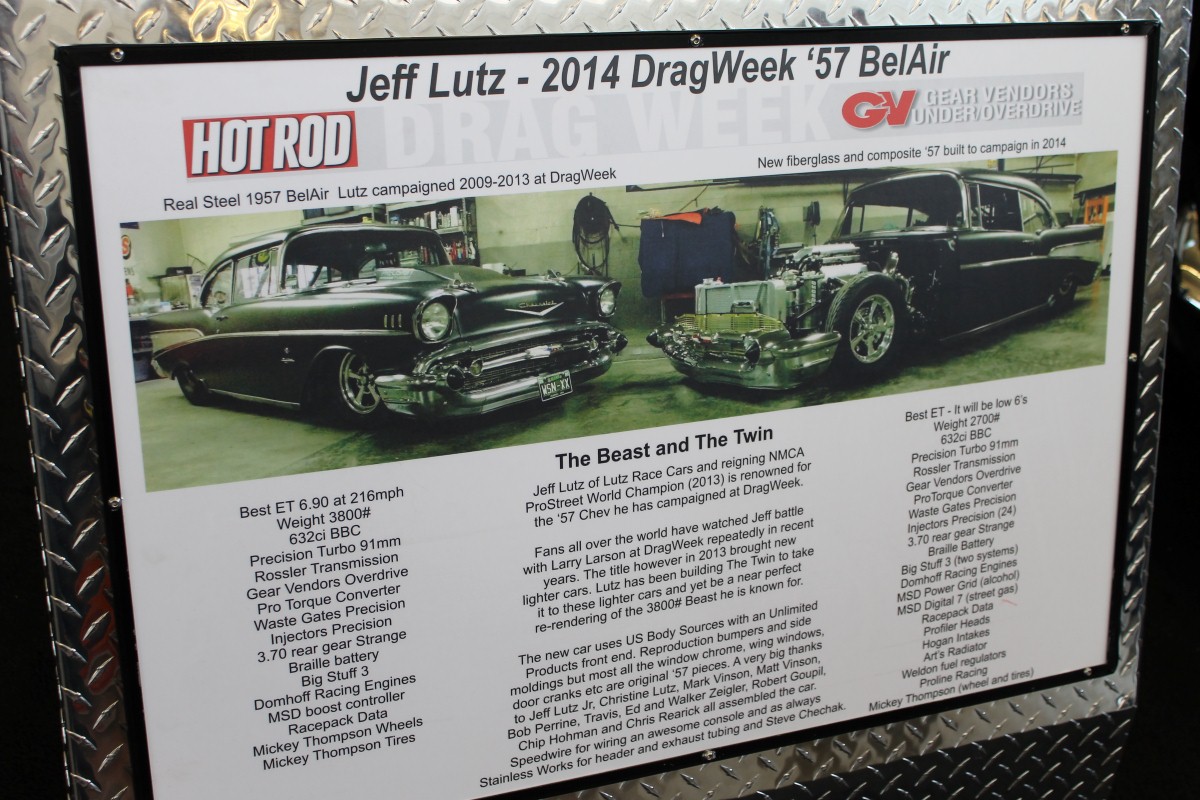 Jeff Lutz - 2014 DragWeek ‘57 BelAir
HOT ROD
DRAG WEEK
GV GEAR VENDORS
UNDER/OVERDRIVE
Real Steel 1957 BelAir Lutz campaigned 2009-2013 at DragWeek
New fiberglass and composite ‘57 built to campaign in 2014
Chevrolet
WSN-XX
Best ET 6.90 at 216mph
Weight 3800#
632ci BBC
Precision Turbo 91mm
Rossler Transmission
Gear Vendors Overdrive
Pro Torque Converter
Waste Gates Precision
Injectors Precision
3.70 rear gear Strange
Braille battery
Big Stuff 3
Domhoff Racing Engines
MSD boost controller
Racepack Data
Mickey Thompson Wheels
Mickey Thompson Tires
The Beast and The Twin
Jeff Lutz of Lutz Race Cars and reigning NMCA
ProStreet World Champion (2013) is renowned for
the ‘57 Chev he has campaigned at DragWeek.
Fans all over the world have watched Jeff battle
with Larry Larson at DragWeek repeatedly in recent
years. The title however in 2013 brought new
lighter cars. Lutz has been building The Twin to take
it to these lighter cars and yet be a near perfect
re-rendering of the 3800# Beast he is known for.
The new car uses US Body Sources with an Unlimited
Products front end. Reproduction bumpers and side
moldings but most all the window chrome, wing windows,
door cranks etc are original ‘57 pieces. A very big thanks
to Jeff Lutz Jr, Christine Lutz, Mark Vinson, Matt Vinson,
Bob Perrine, Travis, Ed and Walker Zeigler, Robert Goupil,
Chip Hohman and Chris Rearick all assembled the car.
Speedwire for wiring an awesome console and as always
Stainless Works for header and exhaust tubing and Steve Chechak.
Best ET - It will be low 6’s
Weight 2700#
632ci BBC
Precision Turbo 91mm
Rossler Transmission
Gear Vendors Overdrive
ProTorque Converter
Waste Gates Precision
Injectors Precision (24)
3.70 rear gear Strange
Braille Battery
Big Stuff 3 (two systems)
Domhoff Racing Engines
MSD Power Grid (alcohol)
MSD Digital 7 (street gas)
Racepack Data
Profiler Heads
Hogan Intakes
Art’s Radiator
Weldon fuel regulators
Proline Racing
Mickey Thompson (wheel and tires)